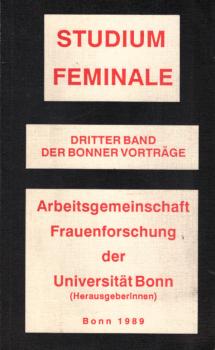 STUDIUM
FEMINALE
DRITTER BAND
DER BONNER VORTRÄGE
Arbeitsgemeinschaft
Frauenforschung
der
Universität Bonn
(HerausgeberInnen)
Bonn 1989